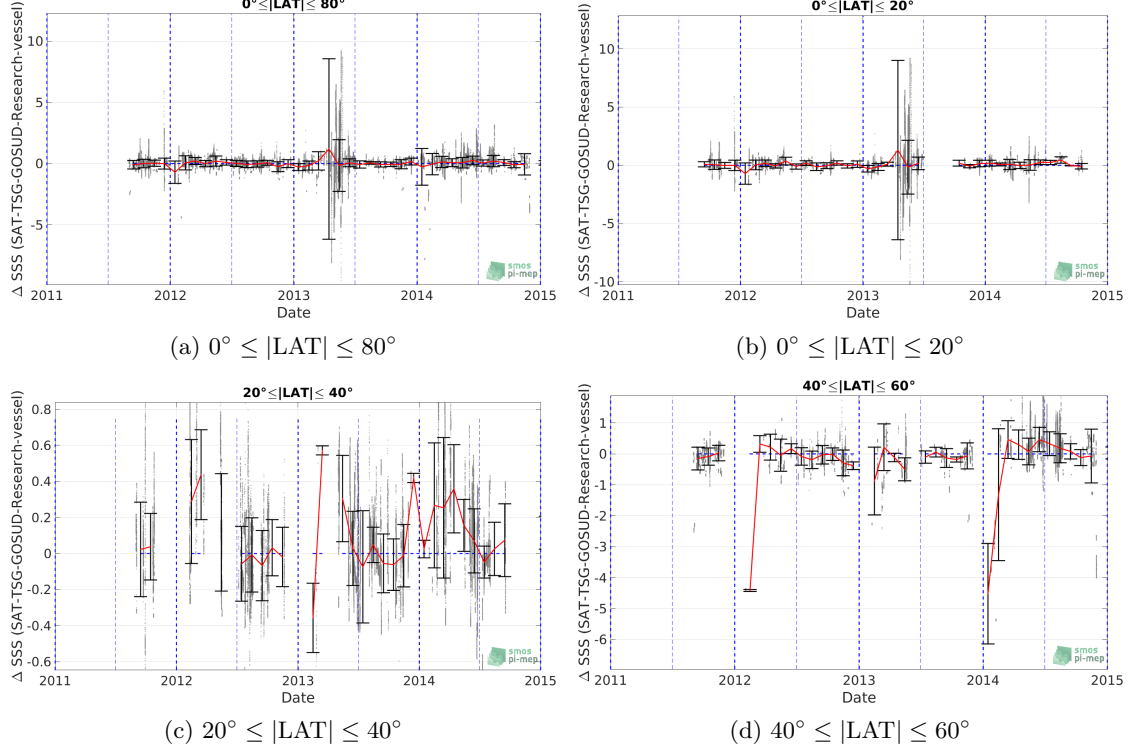 0°≤|LAT|≤ 80°
Δ SSS (SAT-TSG-GOSUD-Research-vessel)
10
5
0
-5
2011 2012 2013 2014 2015
Date
smos
pi-mep
(a) 0° ≤ |LAT| ≤ 80°
0°≤|LAT|≤ 20°
Δ SSS (SAT-TSG-GOSUD-Research-vessel)
10
5
0
-5
-10
2011 2012 2013 2014 2015
Date
smos
pi-mep
(b) 0° ≤ |LAT| ≤ 20°
20°≤|LAT|≤ 40°
Δ SSS (SAT-TSG-GOSUD-Research-vessel)
0.8
0.6
0.4
0.2
0
-0.2
-0.4
-0.6
2011 2012 2013 2014 2015
Date
smos
pi-mep
(c) 20° ≤ |LAT| ≤ 40°
40°≤|LAT|≤ 60°
Δ SSS (SAT-TSG-GOSUD-Research-vessel)
1
0
-1
-2
-3
-4
-5
-6
2011 2012 2013 2014 2015
Date
smos
pi-mep
(d) 40° ≤ |LAT| ≤ 60°